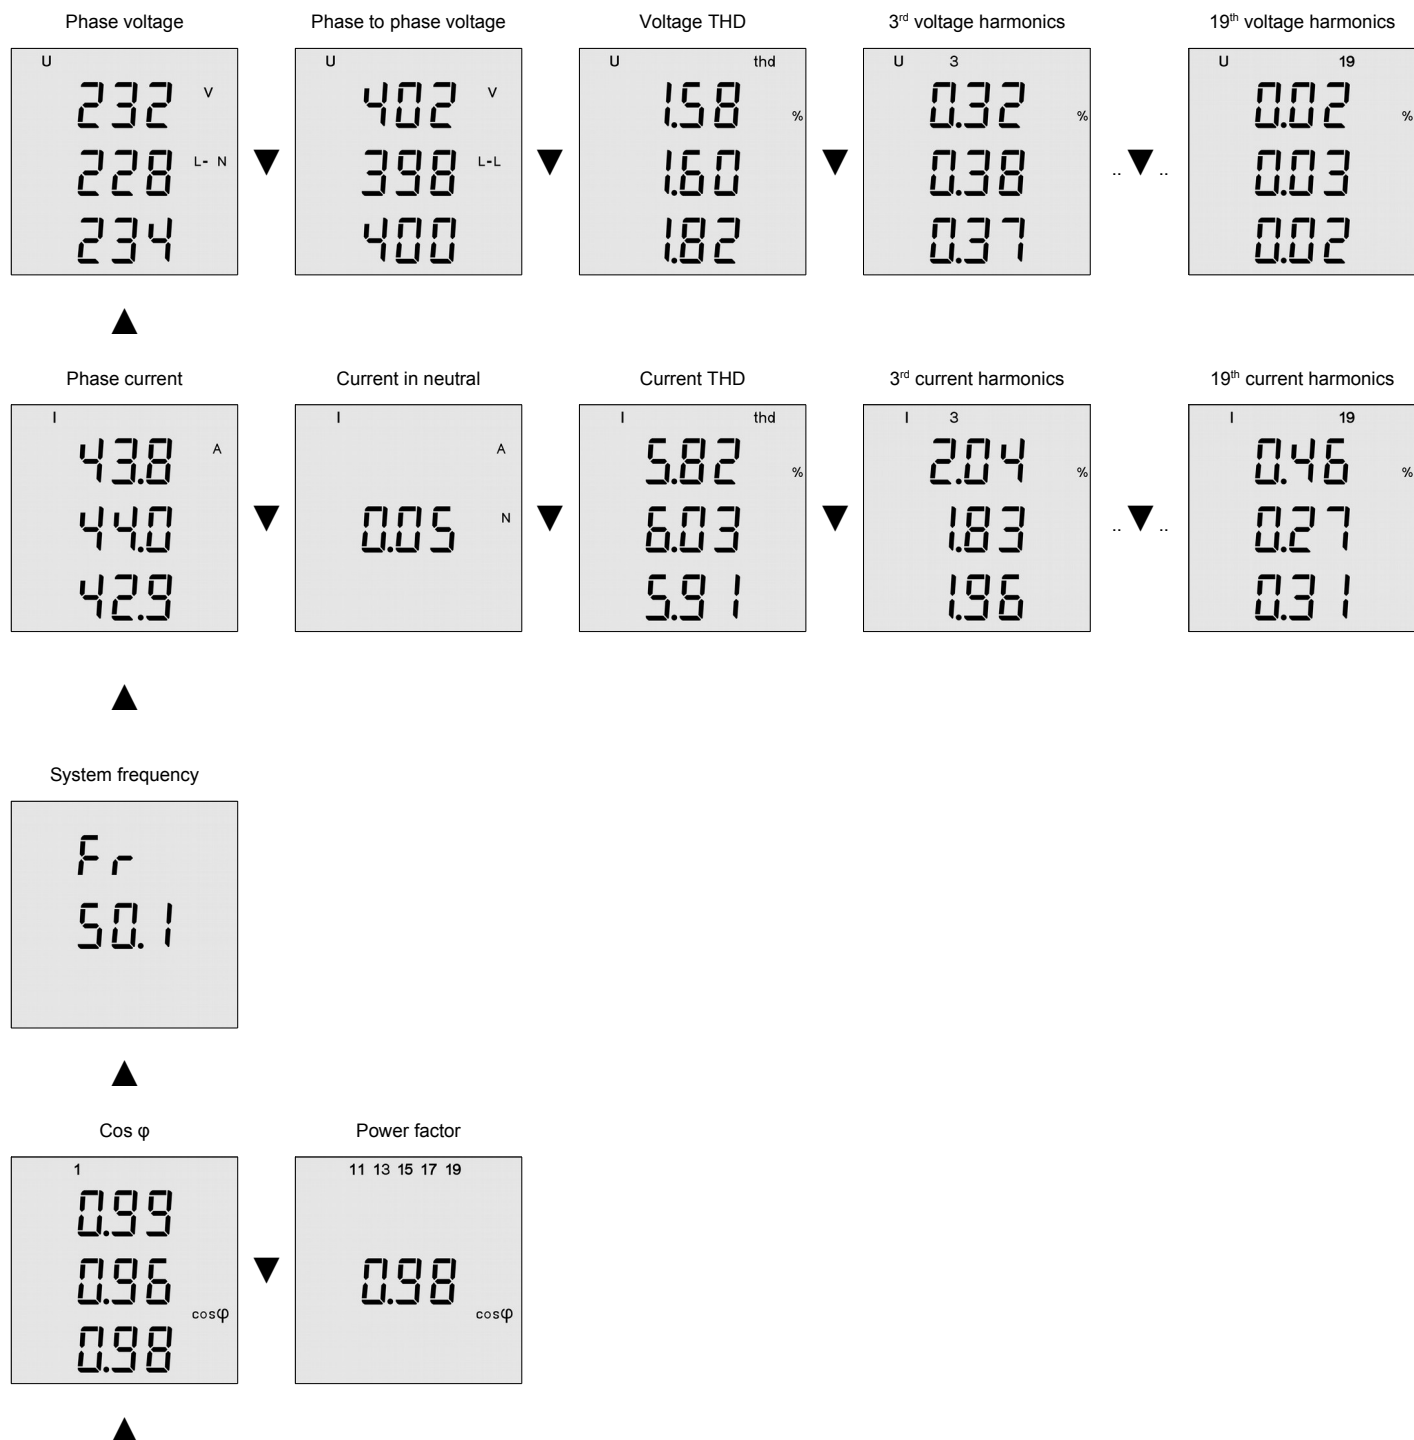 Phase voltage
U
232 V
228 L- N
234
Phase to phase voltage
U
402 V
398 L-L
400
Voltage THD
U thd
1.58 %
1.60
1.82
3rd voltage harmonics
U 3
0.32 %
0.38
0.37
.. ..
19th voltage harmonics
U 19
0.02 %
0.03
0.02
Phase current
I
43.8 A
44.0
42.9
Current in neutral
I
A
0.05 N
Current THD
I thd
5.82 %
6.03
5.91
3rd current harmonics
I 3
2.04 %
1.83
1.96
.. ..
19th current harmonics
I 19
0.46 %
0.27
0.31
System frequency
Fr
50.1
Cos φ
1
0.99
0.96
cosφ
0.98
Power factor
11 13 15 17 19
0.98
cosφ